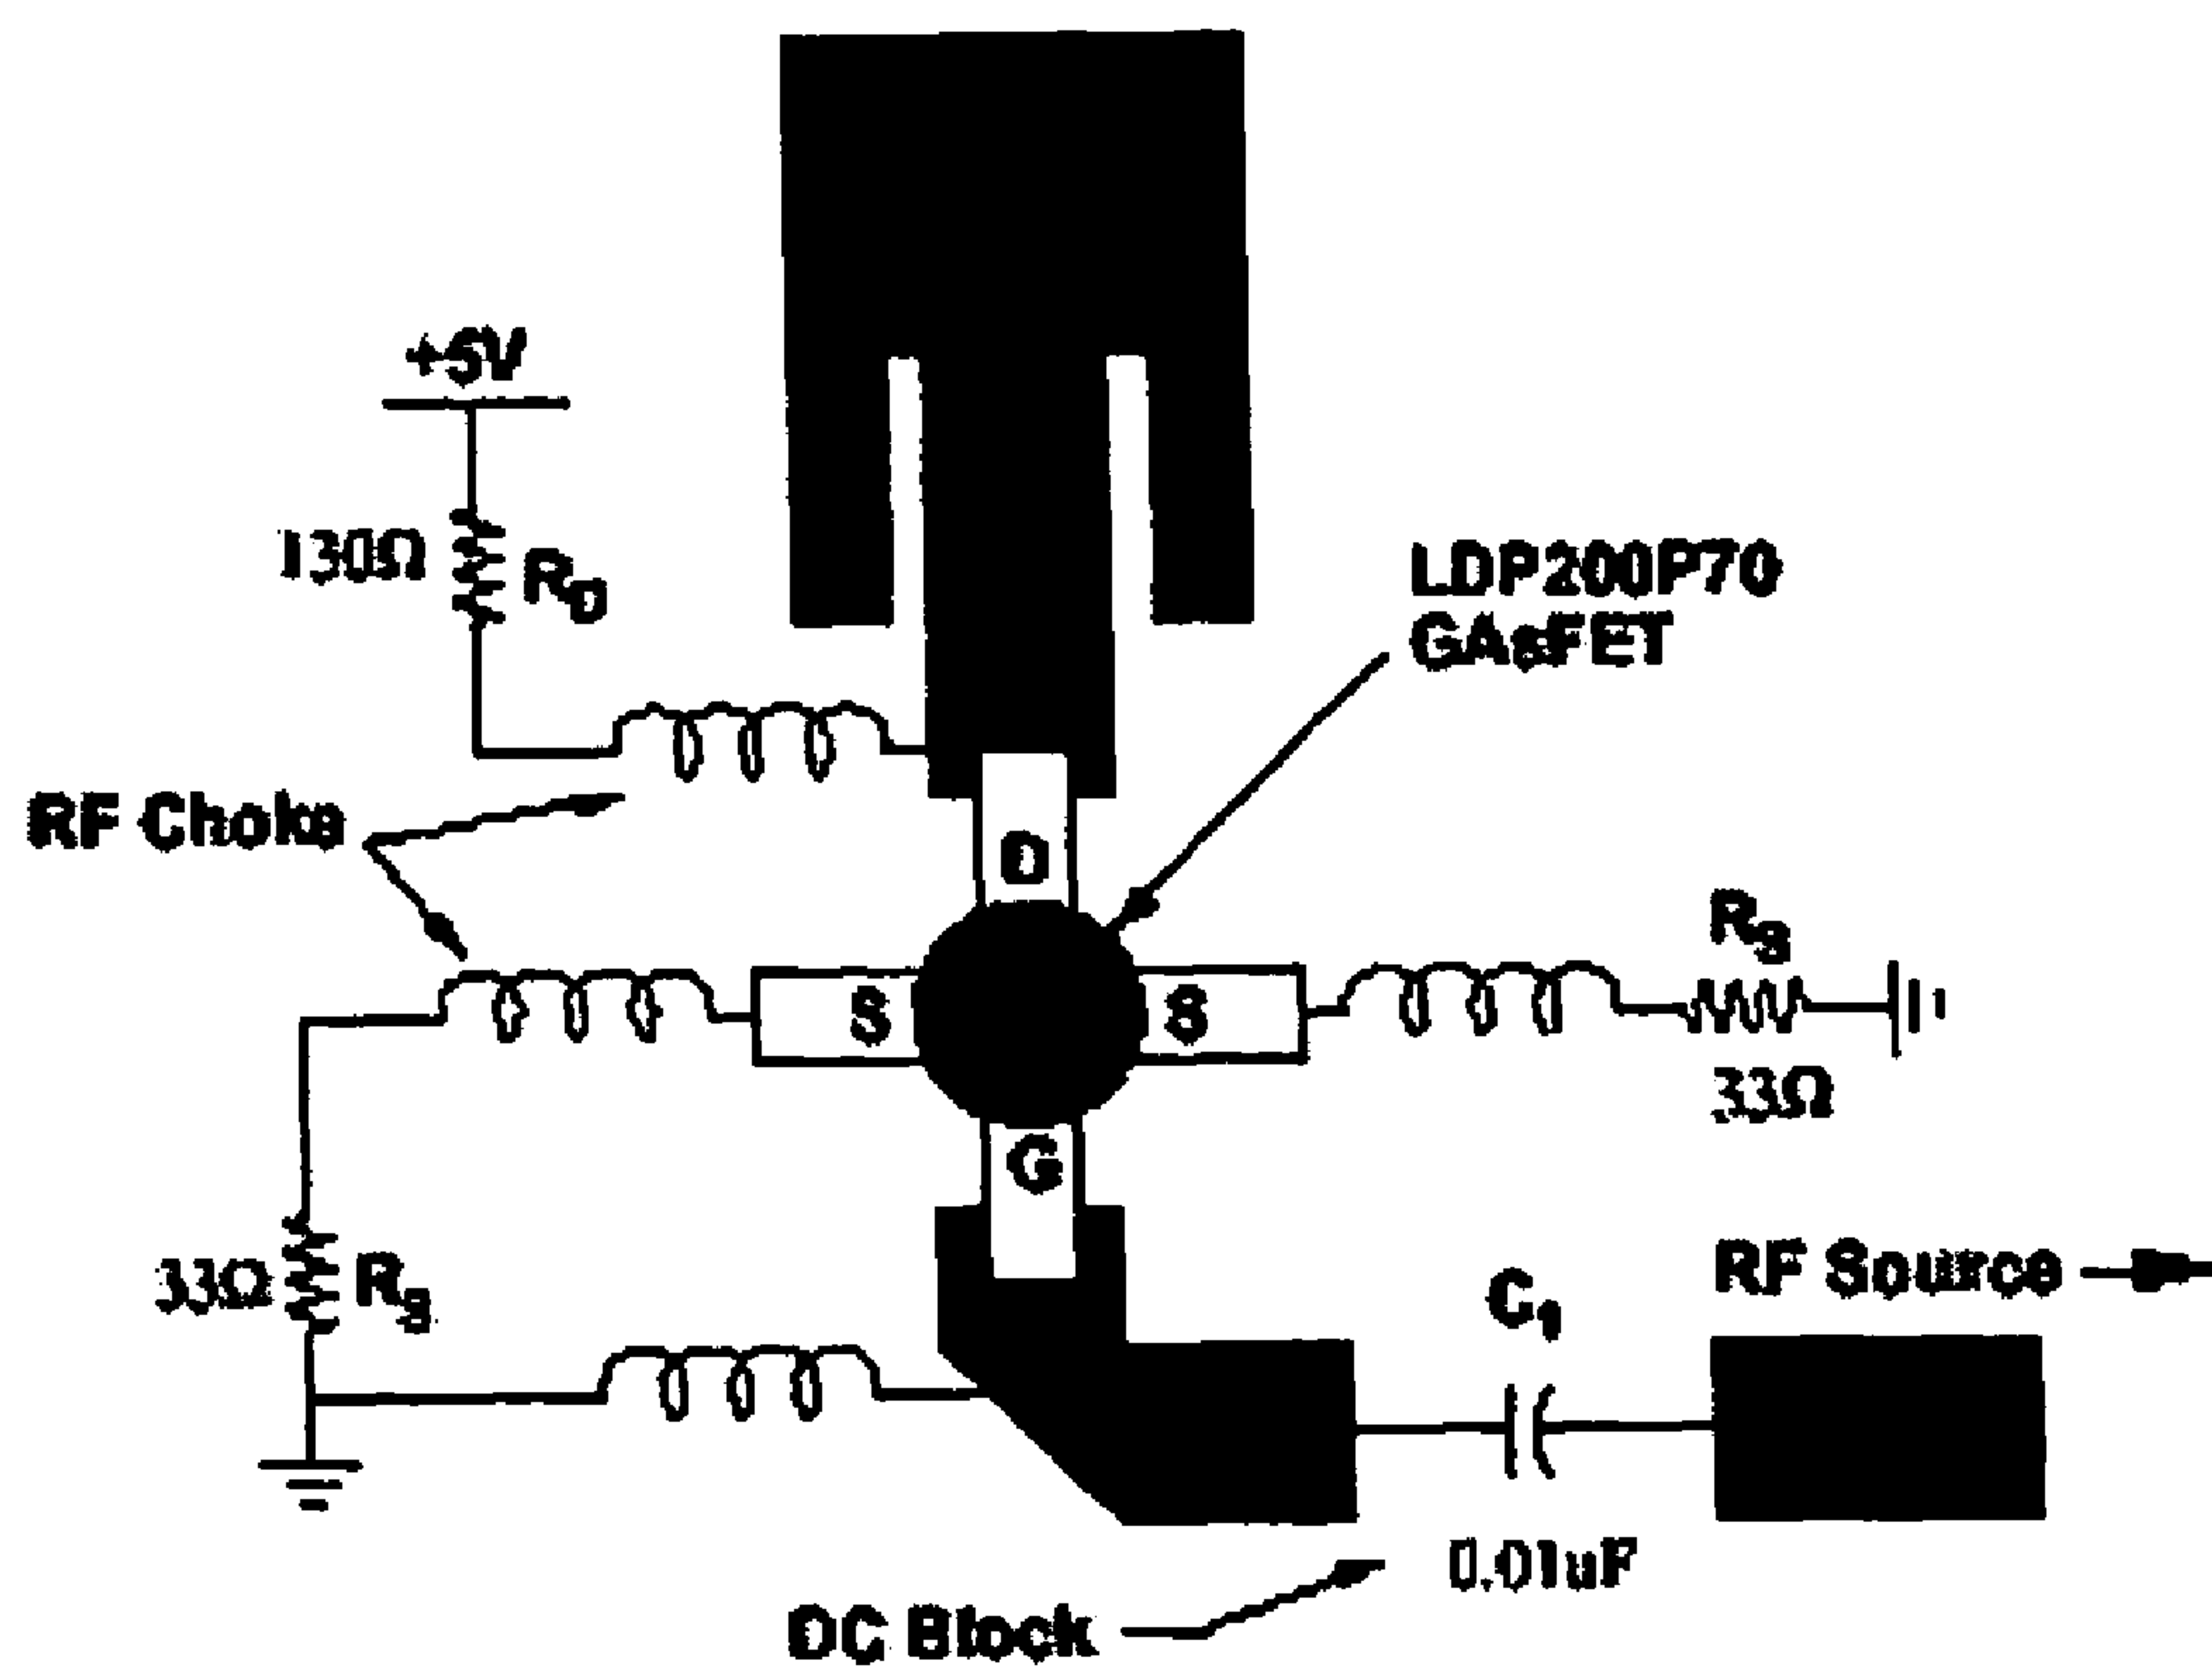 +5V
130Ω
R_D
LDP200P70
GAsFET
RF Choke
D
R_s
S
S
33Ω
G
33Ω
R_s
C_1
RF Source
0.01uF
DC Block